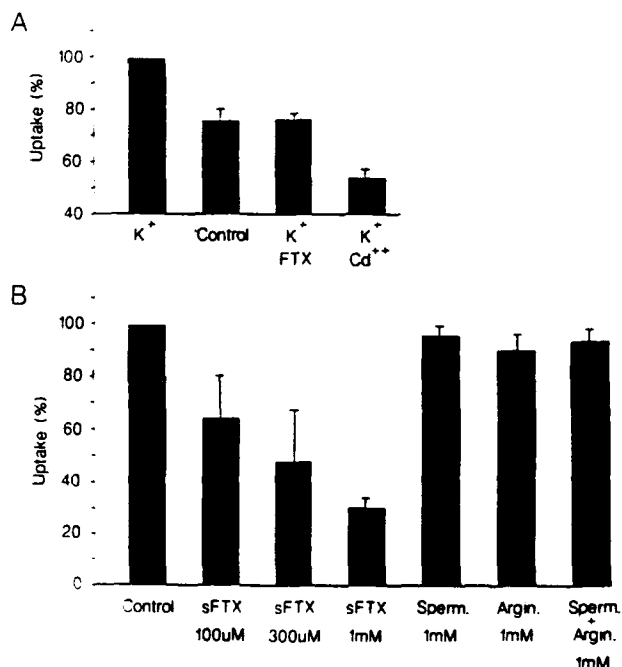 A
Uptake (%)
100
80
60
40
K+
Control
K+
FTX
K+
Cd++
B
Uptake (%)
100
80
60
40
20
0
Control
sFTX
100uM
sFTX
300uM
sFTX
1mM
Sperm.
1mM
Argin.
1mM
Sperm.
+
Argin.
1mM